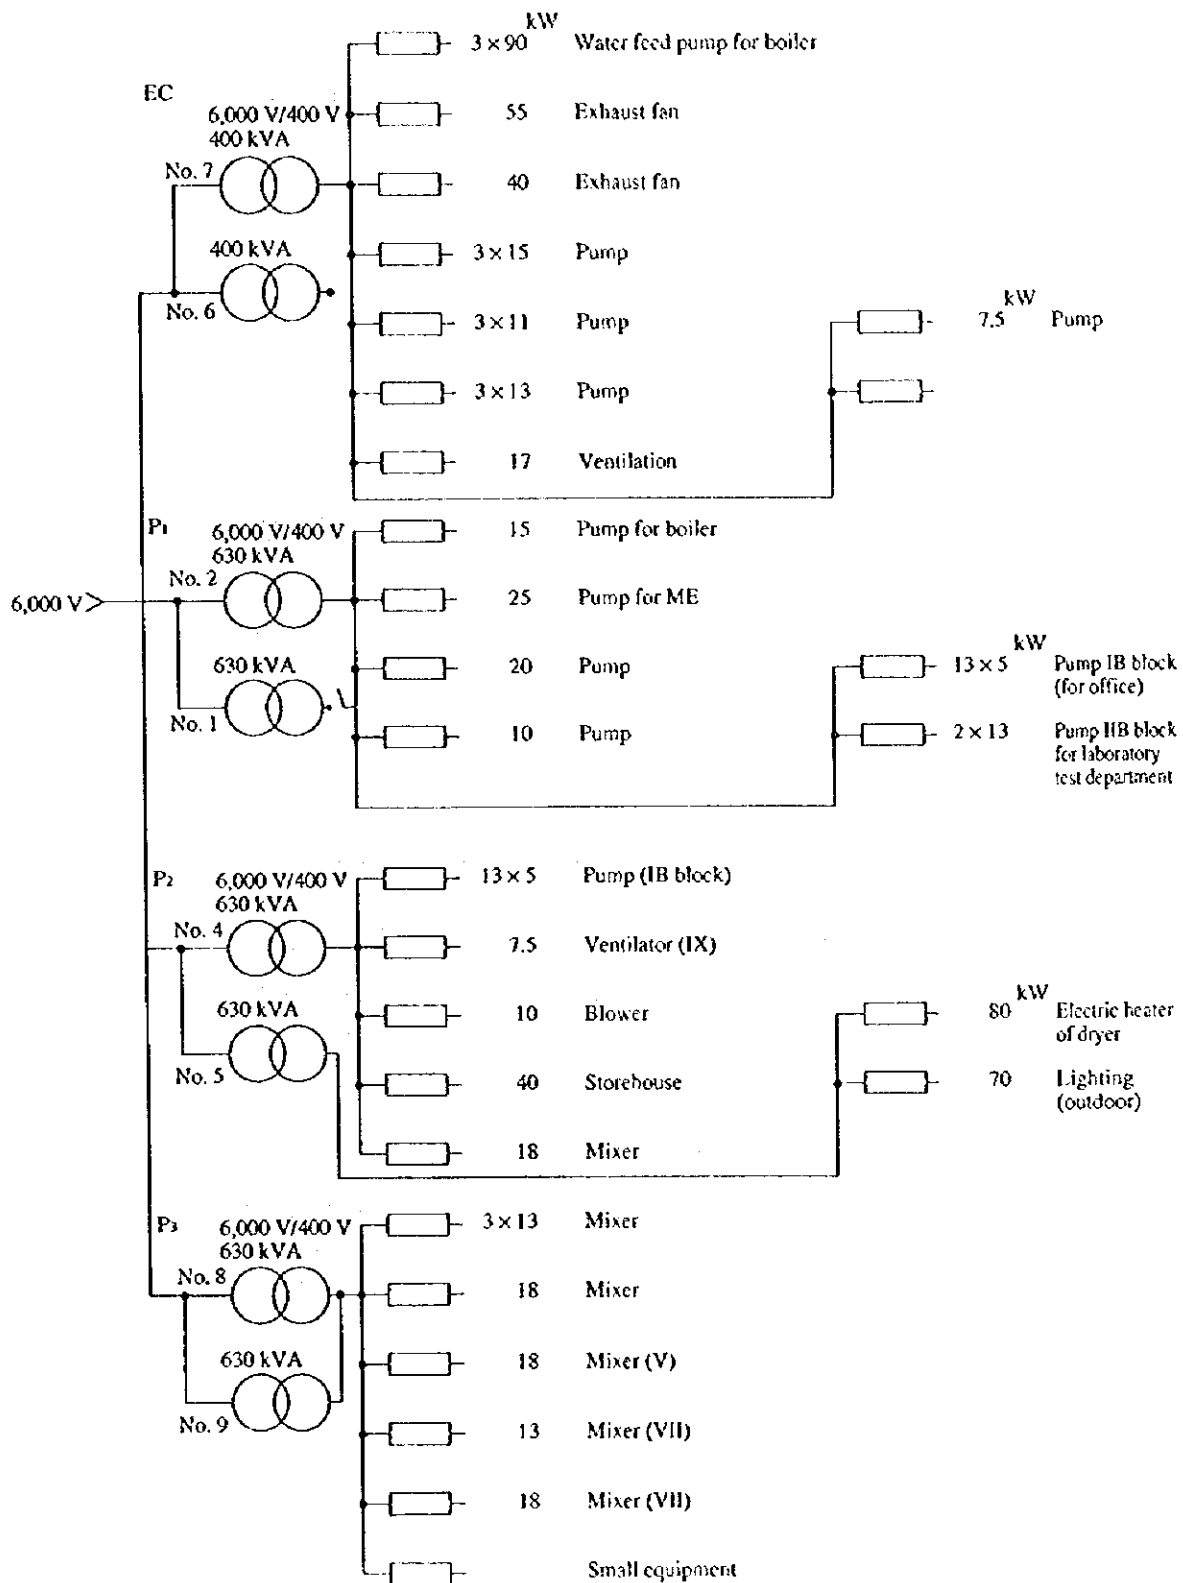 kW
3 × 90 Water feed pump for boiler
EC
6,000 V/400 V
400 kVA
No. 7
55 Exhaust fan
40 Exhaust fan
400 kVA
No. 6
3 × 15 Pump
3 × 11 Pump
kW
7.5 Pump
3 × 13 Pump
17 Ventilation
P1
6,000 V/400 V
630 kVA
No. 2
15 Pump for boiler
6,000 V
25 Pump for ME
630 kVA
No. 1
20 Pump
10 Pump
kW
13 × 5 Pump IB block
(for office)
2 × 13 Pump IIB block
for laboratory
test department
P2
6,000 V/400 V
630 kVA
No. 4
13 × 5 Pump (IB block)
7.5 Ventilator (IX)
630 kVA
No. 5
10 Blower
40 Storehouse
18 Mixer
kW
80 Electric heater
of dryer
70 Lighting
(outdoor)
P3
6,000 V/400 V
630 kVA
No. 8
3 × 13 Mixer
18 Mixer
630 kVA
No. 9
18 Mixer (V)
13 Mixer (VII)
18 Mixer (VII)
Small equipment